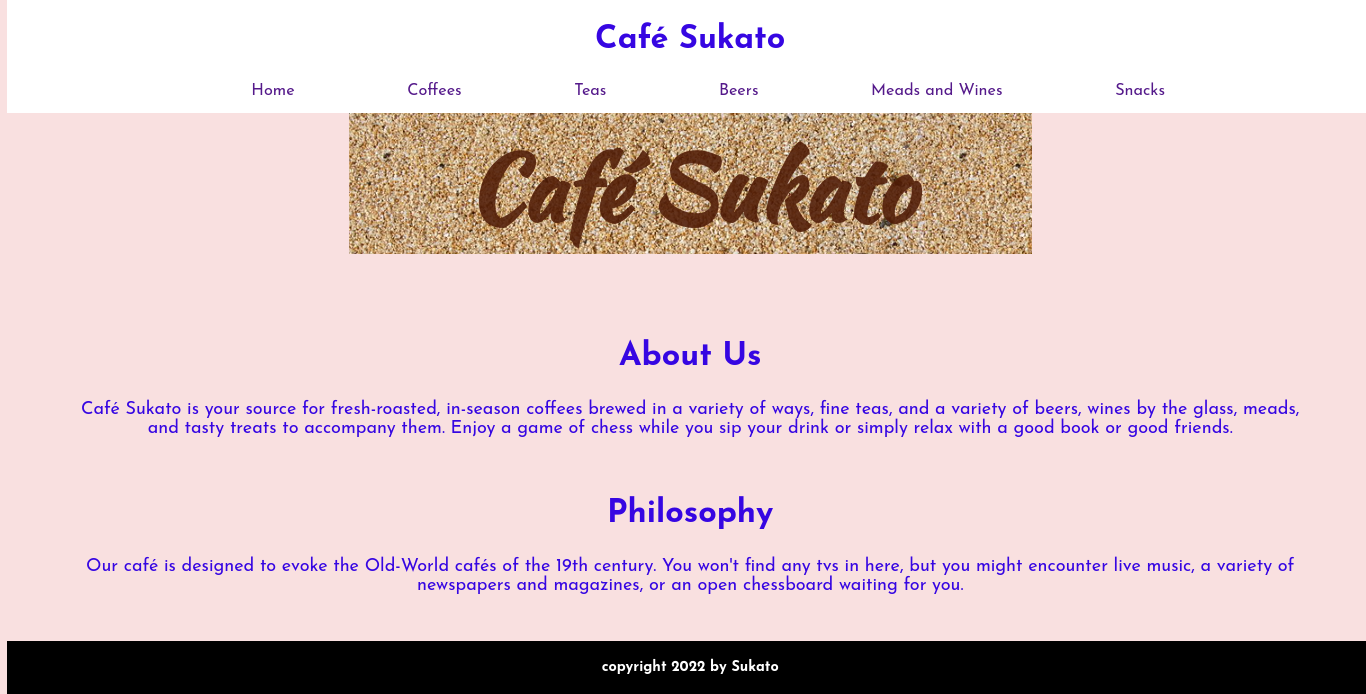 Café Sukato
Home Coffees Teas Beers Meads and Wines Snacks
Café Sukato
About Us
Café Sukato is your source for fresh-roasted, in-season coffees brewed in a variety of ways, fine teas, and a variety of beers, wines by the glass, meads,
and tasty treats to accompany them. Enjoy a game of chess while you sip your drink or simply relax with a good book or good friends.
Philosophy
Our café is designed to evoke the Old-World cafés of the 19th century. You won't find any tvs in here, but you might encounter live music, a variety of
newspapers and magazines, or an open chessboard waiting for you.
copyright 2022 by Sukato